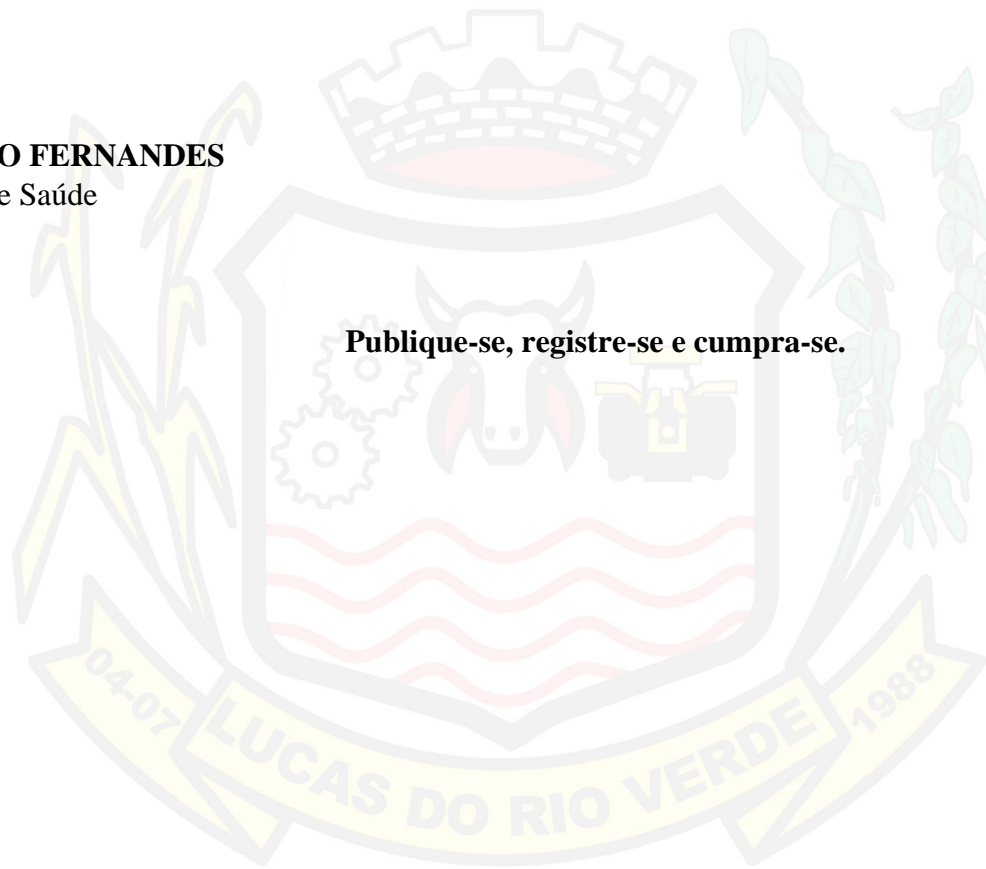 O FERNANDES
e Saúde
Publique-se, registre-se e cumpra-se.
04-07
LUCAS DO RIO VERDE
1988